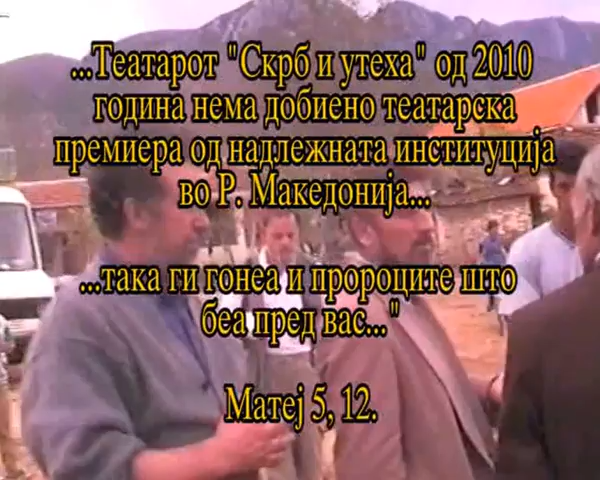 ...Театарот "Скрб и утеха" од 2010
година нема добиено театарска
премиера од надлежната институција
во Р. Македонија...
...така ги гонеа и пророците што
беа пред вас..."
Матеј 5, 12.